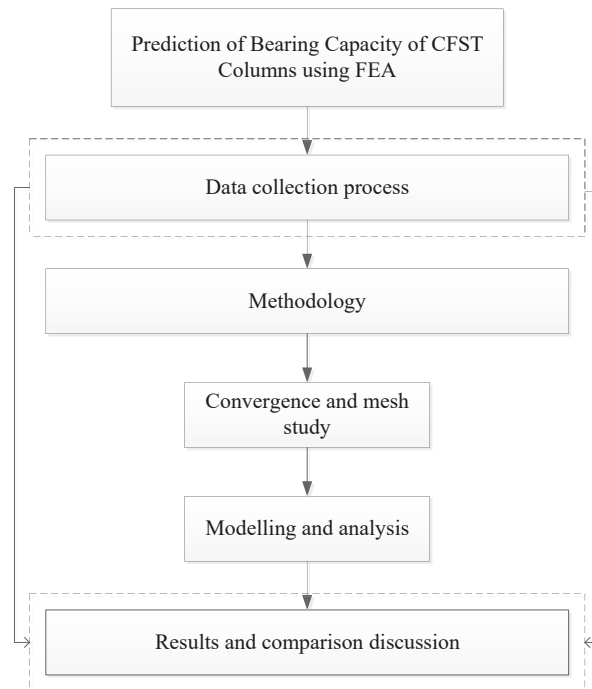 Prediction of Bearing Capacity of CFST
Columns using FEA
Data collection process
Methodology
Convergence and mesh
study
Modelling and analysis
Results and comparison discussion